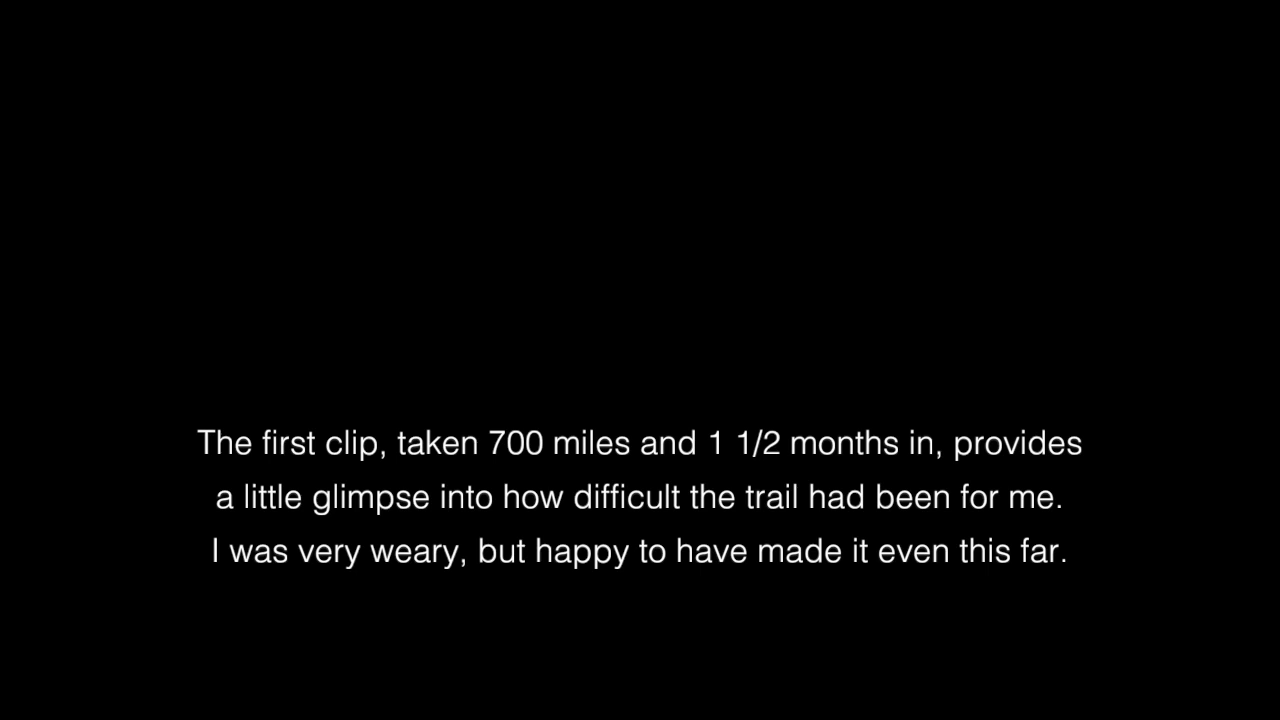 The first clip, taken 700 miles and 1 1/2 months in, provides
a little glimpse into how difficult the trail had been for me.
I was very weary, but happy to have made it even this far.